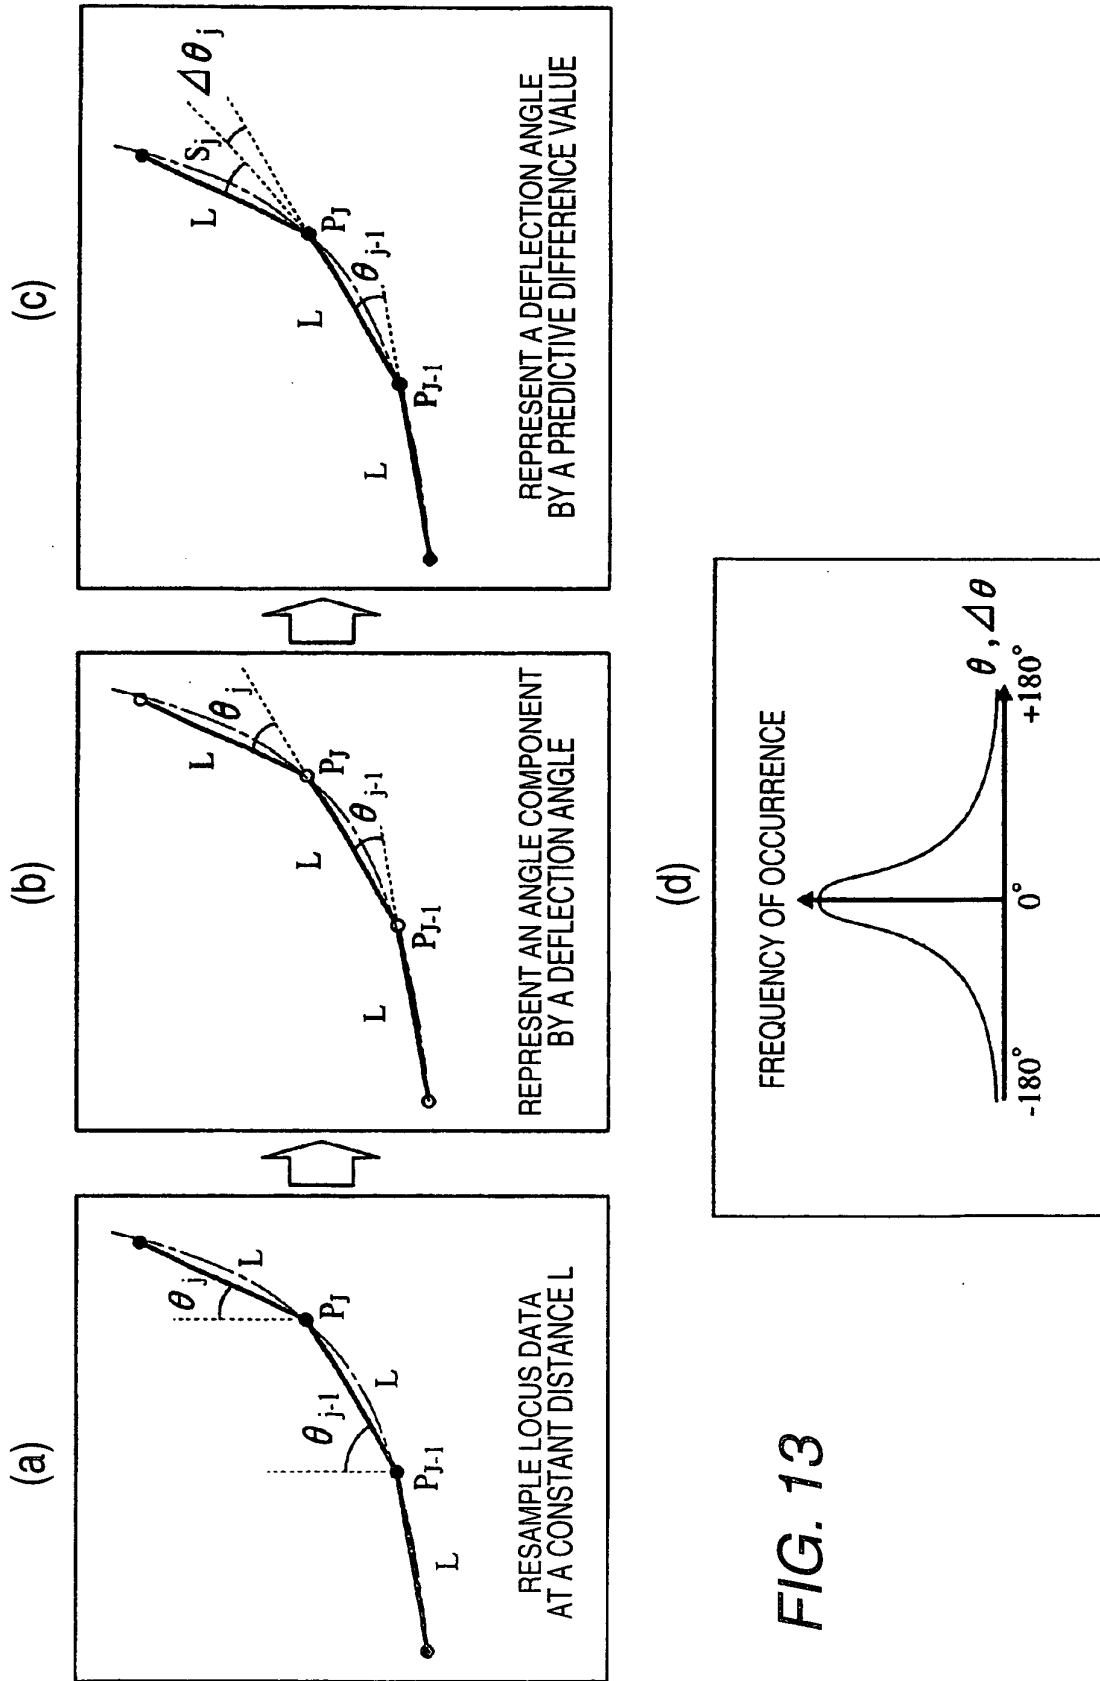 (a)
θj
L
PJ
θj-1
L
PJ-1
L
RESAMPLE LOCUS DATA
AT A CONSTANT DISTANCE L
(b)
θj
L
PJ
θj-1
L
PJ-1
L
REPRESENT AN ANGLE COMPONENT
BY A DEFLECTION ANGLE
(c)
Δθj
Sj
L
PJ
θj-1
L
PJ-1
L
REPRESENT A DEFLECTION ANGLE
BY A PREDICTIVE DIFFERENCE VALUE
(d)
FREQUENCY OF OCCURRENCE
θ, Δθ
-180°
0°
+180°
FIG. 13